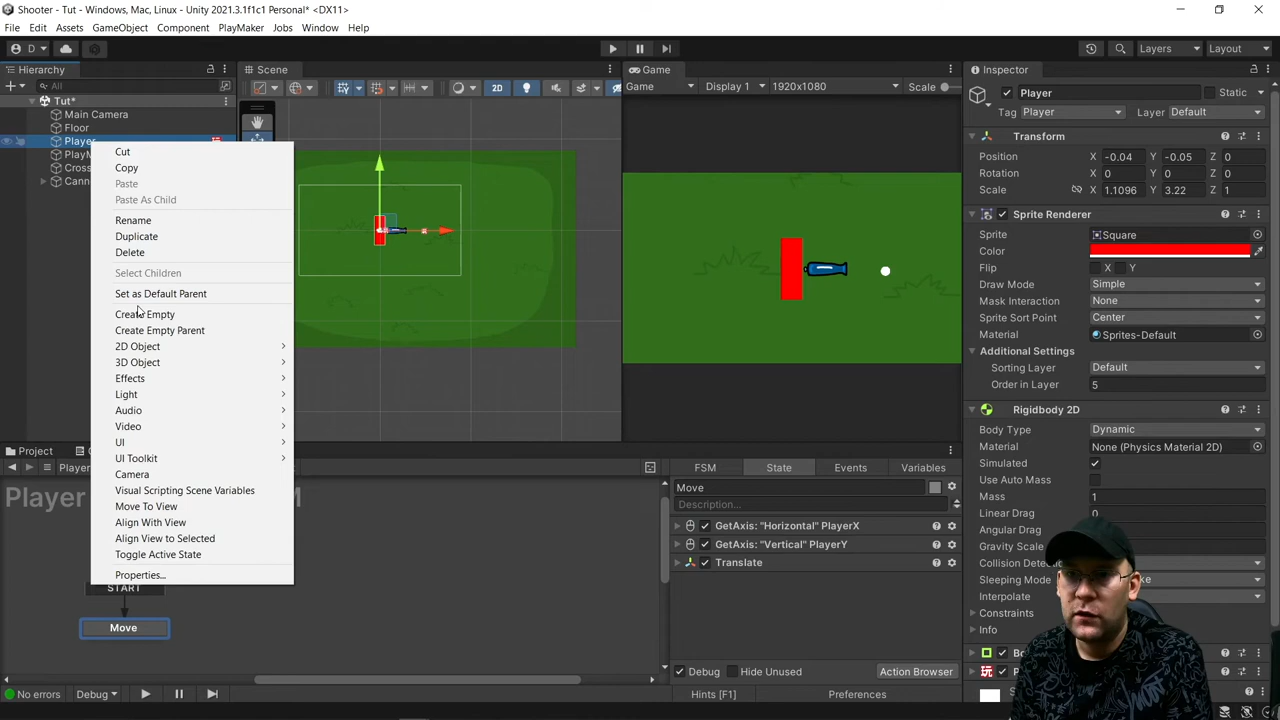 Shooter - Tut - Windows, Mac, Linux - Unity 2021.3.1f1c1 Personal* <DX11>
File Edit Assets GameObject Component PlayMaker Jobs Window Help
D Layers Layout
Hierarchy
All
Tut*
Main Camera
Floor
Player
PlayM
Cross
Cann
Cut
Copy
Paste
Paste As Child
Rename
Duplicate
Delete
Select Children
Set as Default Parent
Create Empty
Create Empty Parent
2D Object
3D Object
Effects
Light
Audio
Video
UI
UI Toolkit
Camera
Visual Scripting Scene Variables
Move To View
Align With View
Align View to Selected
Toggle Active State
Properties...
Scene
2D
Game
Game Display 1 1920x1080 Scale
Inspector
Player Static
Tag Player Layer Default
Transform
Position X -0.04 Y -0.05 Z 0
Rotation X 0 Y 0 Z 0
Scale X 1.1096 Y 3.22 Z 1
Sprite Renderer
Sprite Square
Color
Flip X Y
Draw Mode Simple
Mask Interaction None
Sprite Sort Point Center
Material Sprites-Default
Additional Settings
Sorting Layer Default
Order in Layer 5
Rigidbody 2D
Body Type Dynamic
Material None (Physics Material 2D)
Simulated
Use Auto Mass
Mass 1
Linear Drag 0
Angular Drag
Gravity Scale
Collision Detecti
Sleeping Mode ke
Interpolate
Constraints
Info
Project
Player
Player M
START
Move
No errors Debug
FSM State Events Variables
Move
Description...
GetAxis: "Horizontal" PlayerX
GetAxis: "Vertical" PlayerY
Translate
Debug Hide Unused Action Browser
Hints [F1] Preferences